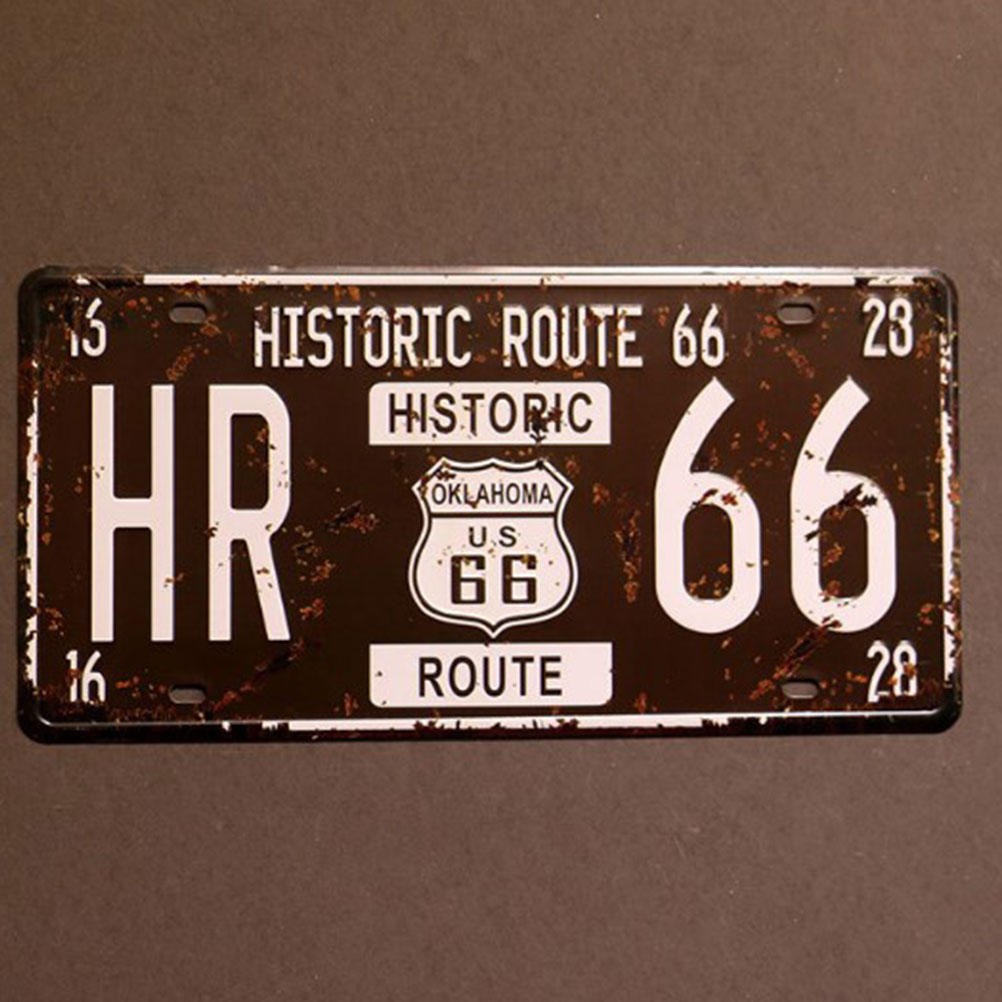 16 HISTORIC ROUTE 66 28
HISTORIC
HR 66
OKLAHOMA
US
66
ROUTE
16 28